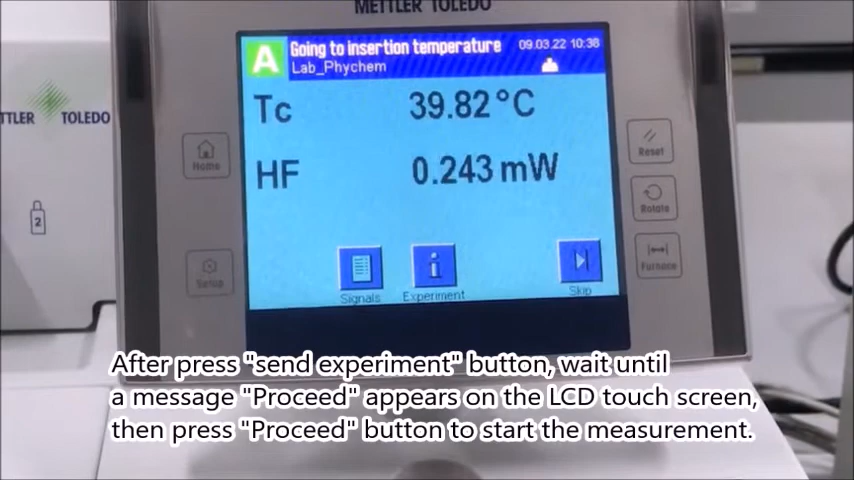 METTLER TOLEDO
A
Going to insertion temperature
09.03.22 10:38
Lab_Phychem
Tc 39.82 °C
HF 0.243 mW
Signals
Experiment
Skip
Home
Setup
Reset
Rotate
Furnace
TTLER TOLEDO
2
After press "send experiment" button, wait until
a message "Proceed" appears on the LCD touch screen,
then press "Proceed" button to start the measurement.